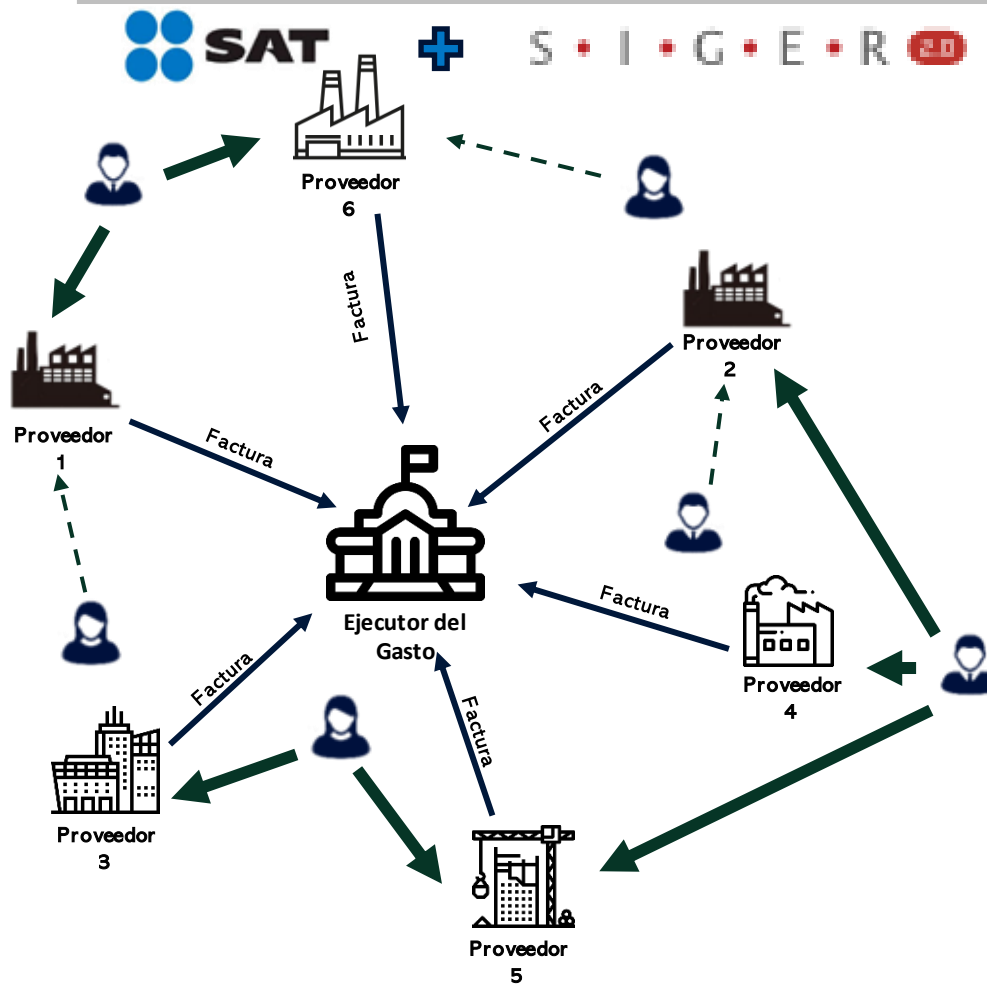 SAT
S • I • G • E • R 2.0
Proveedor
6
Factura
Proveedor
2
Factura
Proveedor
1
Factura
Ejecutor del
Gasto
Factura
Proveedor
4
Factura
Proveedor
3
Factura
Proveedor
5